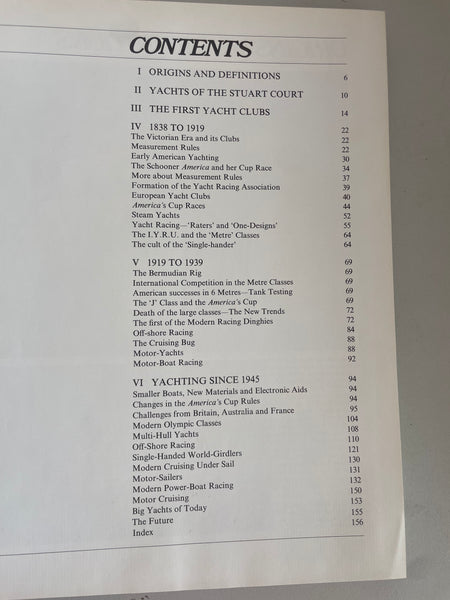 CONTENTS
I ORIGINS AND DEFINITIONS 6
II YACHTS OF THE STUART COURT 10
III THE FIRST YACHT CLUBS 14
IV 1838 TO 1919 22
The Victorian Era and its Clubs 22
Measurement Rules 22
Early American Yachting 30
The Schooner America and her Cup Race 34
More about Measurement Rules 37
Formation of the Yacht Racing Association 39
European Yacht Clubs 40
America's Cup Races 44
Steam Yachts 52
Yacht Racing—'Raters' and 'One-Designs' 55
The I.Y.R.U. and the 'Metre' Classes 64
The cult of the 'Single-hander' 64
V 1919 TO 1939 69
The Bermudian Rig 69
International Competition in the Metre Classes 69
American successes in 6 Metres—Tank Testing 69
The 'J' Class and the America's Cup 69
Death of the large classes—The New Trends 72
The first of the Modern Racing Dinghies 72
Off-shore Racing 84
The Cruising Bug 88
Motor-Yachts 88
Motor-Boat Racing 92
VI YACHTING SINCE 1945 94
Smaller Boats, New Materials and Electronic Aids 94
Changes in the America's Cup Rules 94
Challenges from Britain, Australia and France 95
Modern Olympic Classes 104
Multi-Hull Yachts 108
Off-Shore Racing 110
Single-Handed World-Girdlers 121
Modern Cruising Under Sail 130
Motor-Sailers 131
Modern Power-Boat Racing 132
Motor Cruising 150
Big Yachts of Today 153
The Future 155
Index 156